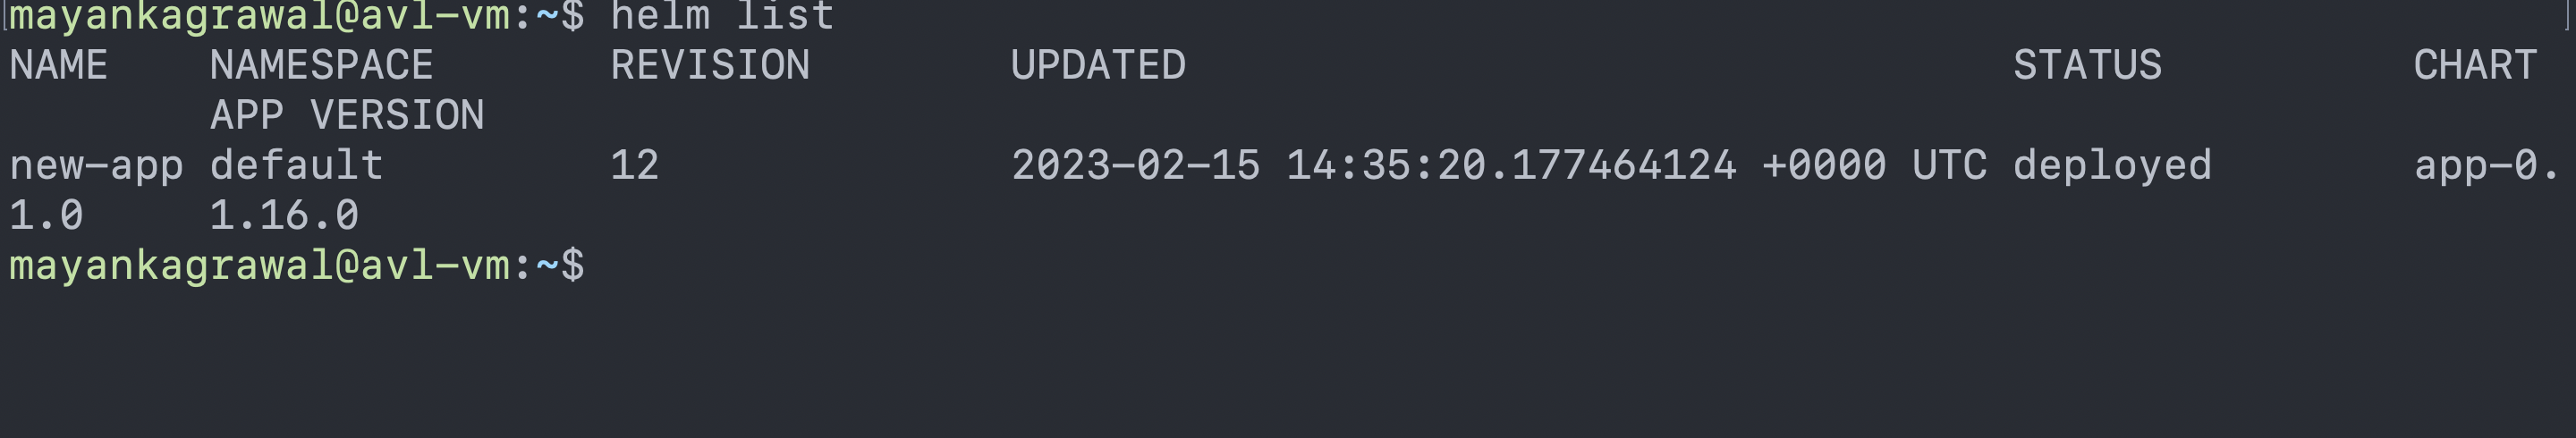 mayankagrawal@avl-vm:~$ helm list
NAME    NAMESPACE       REVISION        UPDATED                                 STATUS          CHART
        APP VERSION
new-app default         12              2023-02-15 14:35:20.177464124 +0000 UTC deployed        app-0.
1.0     1.16.0
mayankagrawal@avl-vm:~$